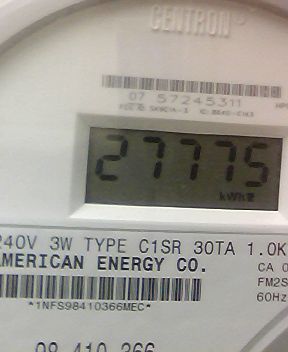 CENTRON®
07 57245311
27775
kWh
240V 3W TYPE C1SR 30TA 1.0K
AMERICAN ENERGY CO.
CA 0
FM2S
60Hz
*1NFS98410366MEC*
98 410 366